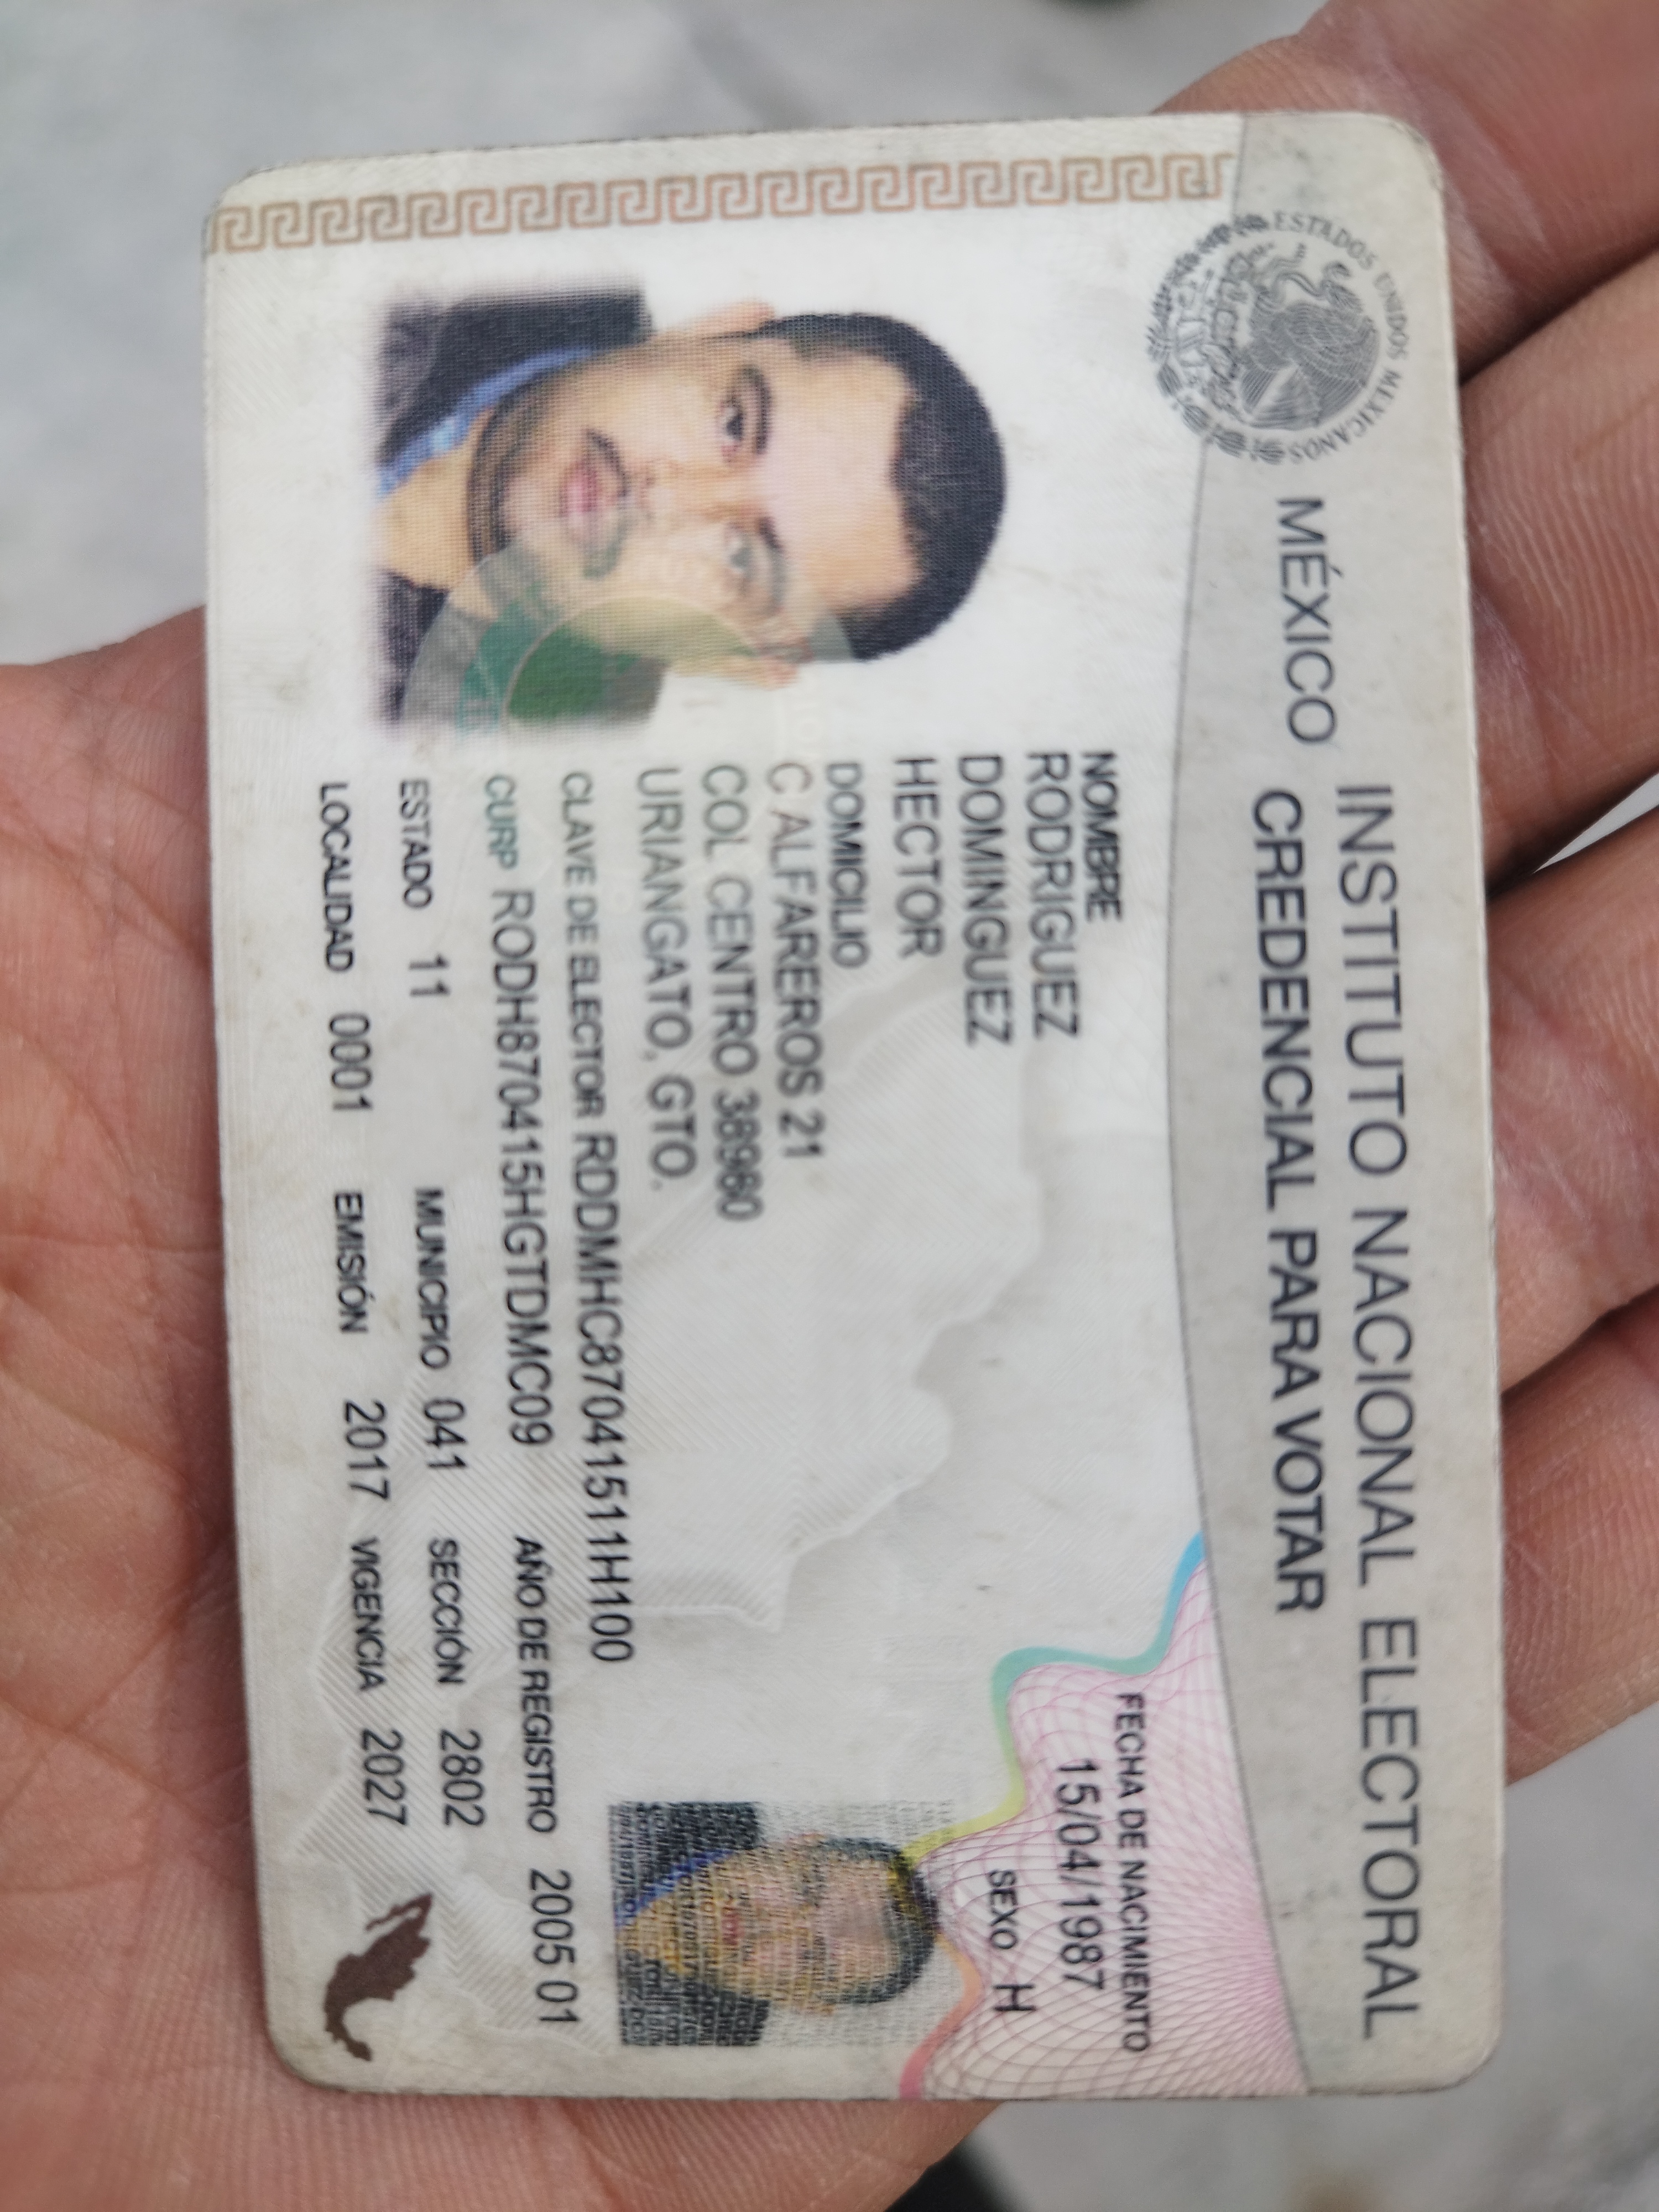 ESTADOS UNIDOS MEXICANOS
MÉXICO
INSTITUTO NACIONAL ELECTORAL
CREDENCIAL PARA VOTAR
NOMBRE
RODRIGUEZ
DOMINGUEZ
HECTOR
FECHA DE NACIMIENTO
15/04/1987
SEXO H
DOMICILIO
C ALFAREROS 21
COL CENTRO 38980
URIANGATO, GTO.
CLAVE DE ELECTOR RDDMHC87041511H100
CURP RODH870415HGTDMC09 AÑO DE REGISTRO 2005 01
ESTADO 11 MUNICIPIO 041 SECCIÓN 2802
LOCALIDAD 0001 EMISIÓN 2017 VIGENCIA 2027